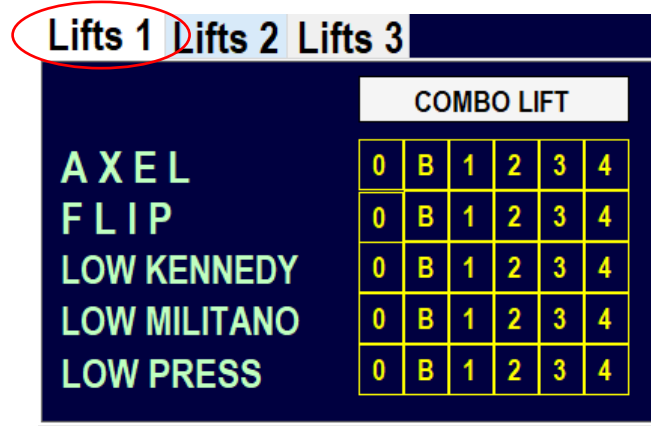 Lifts 1 Lifts 2 Lifts 3
COMBO LIFT
A X E L 0 B 1 2 3 4
F L I P 0 B 1 2 3 4
LOW KENNEDY 0 B 1 2 3 4
LOW MILITANO 0 B 1 2 3 4
LOW PRESS 0 B 1 2 3 4